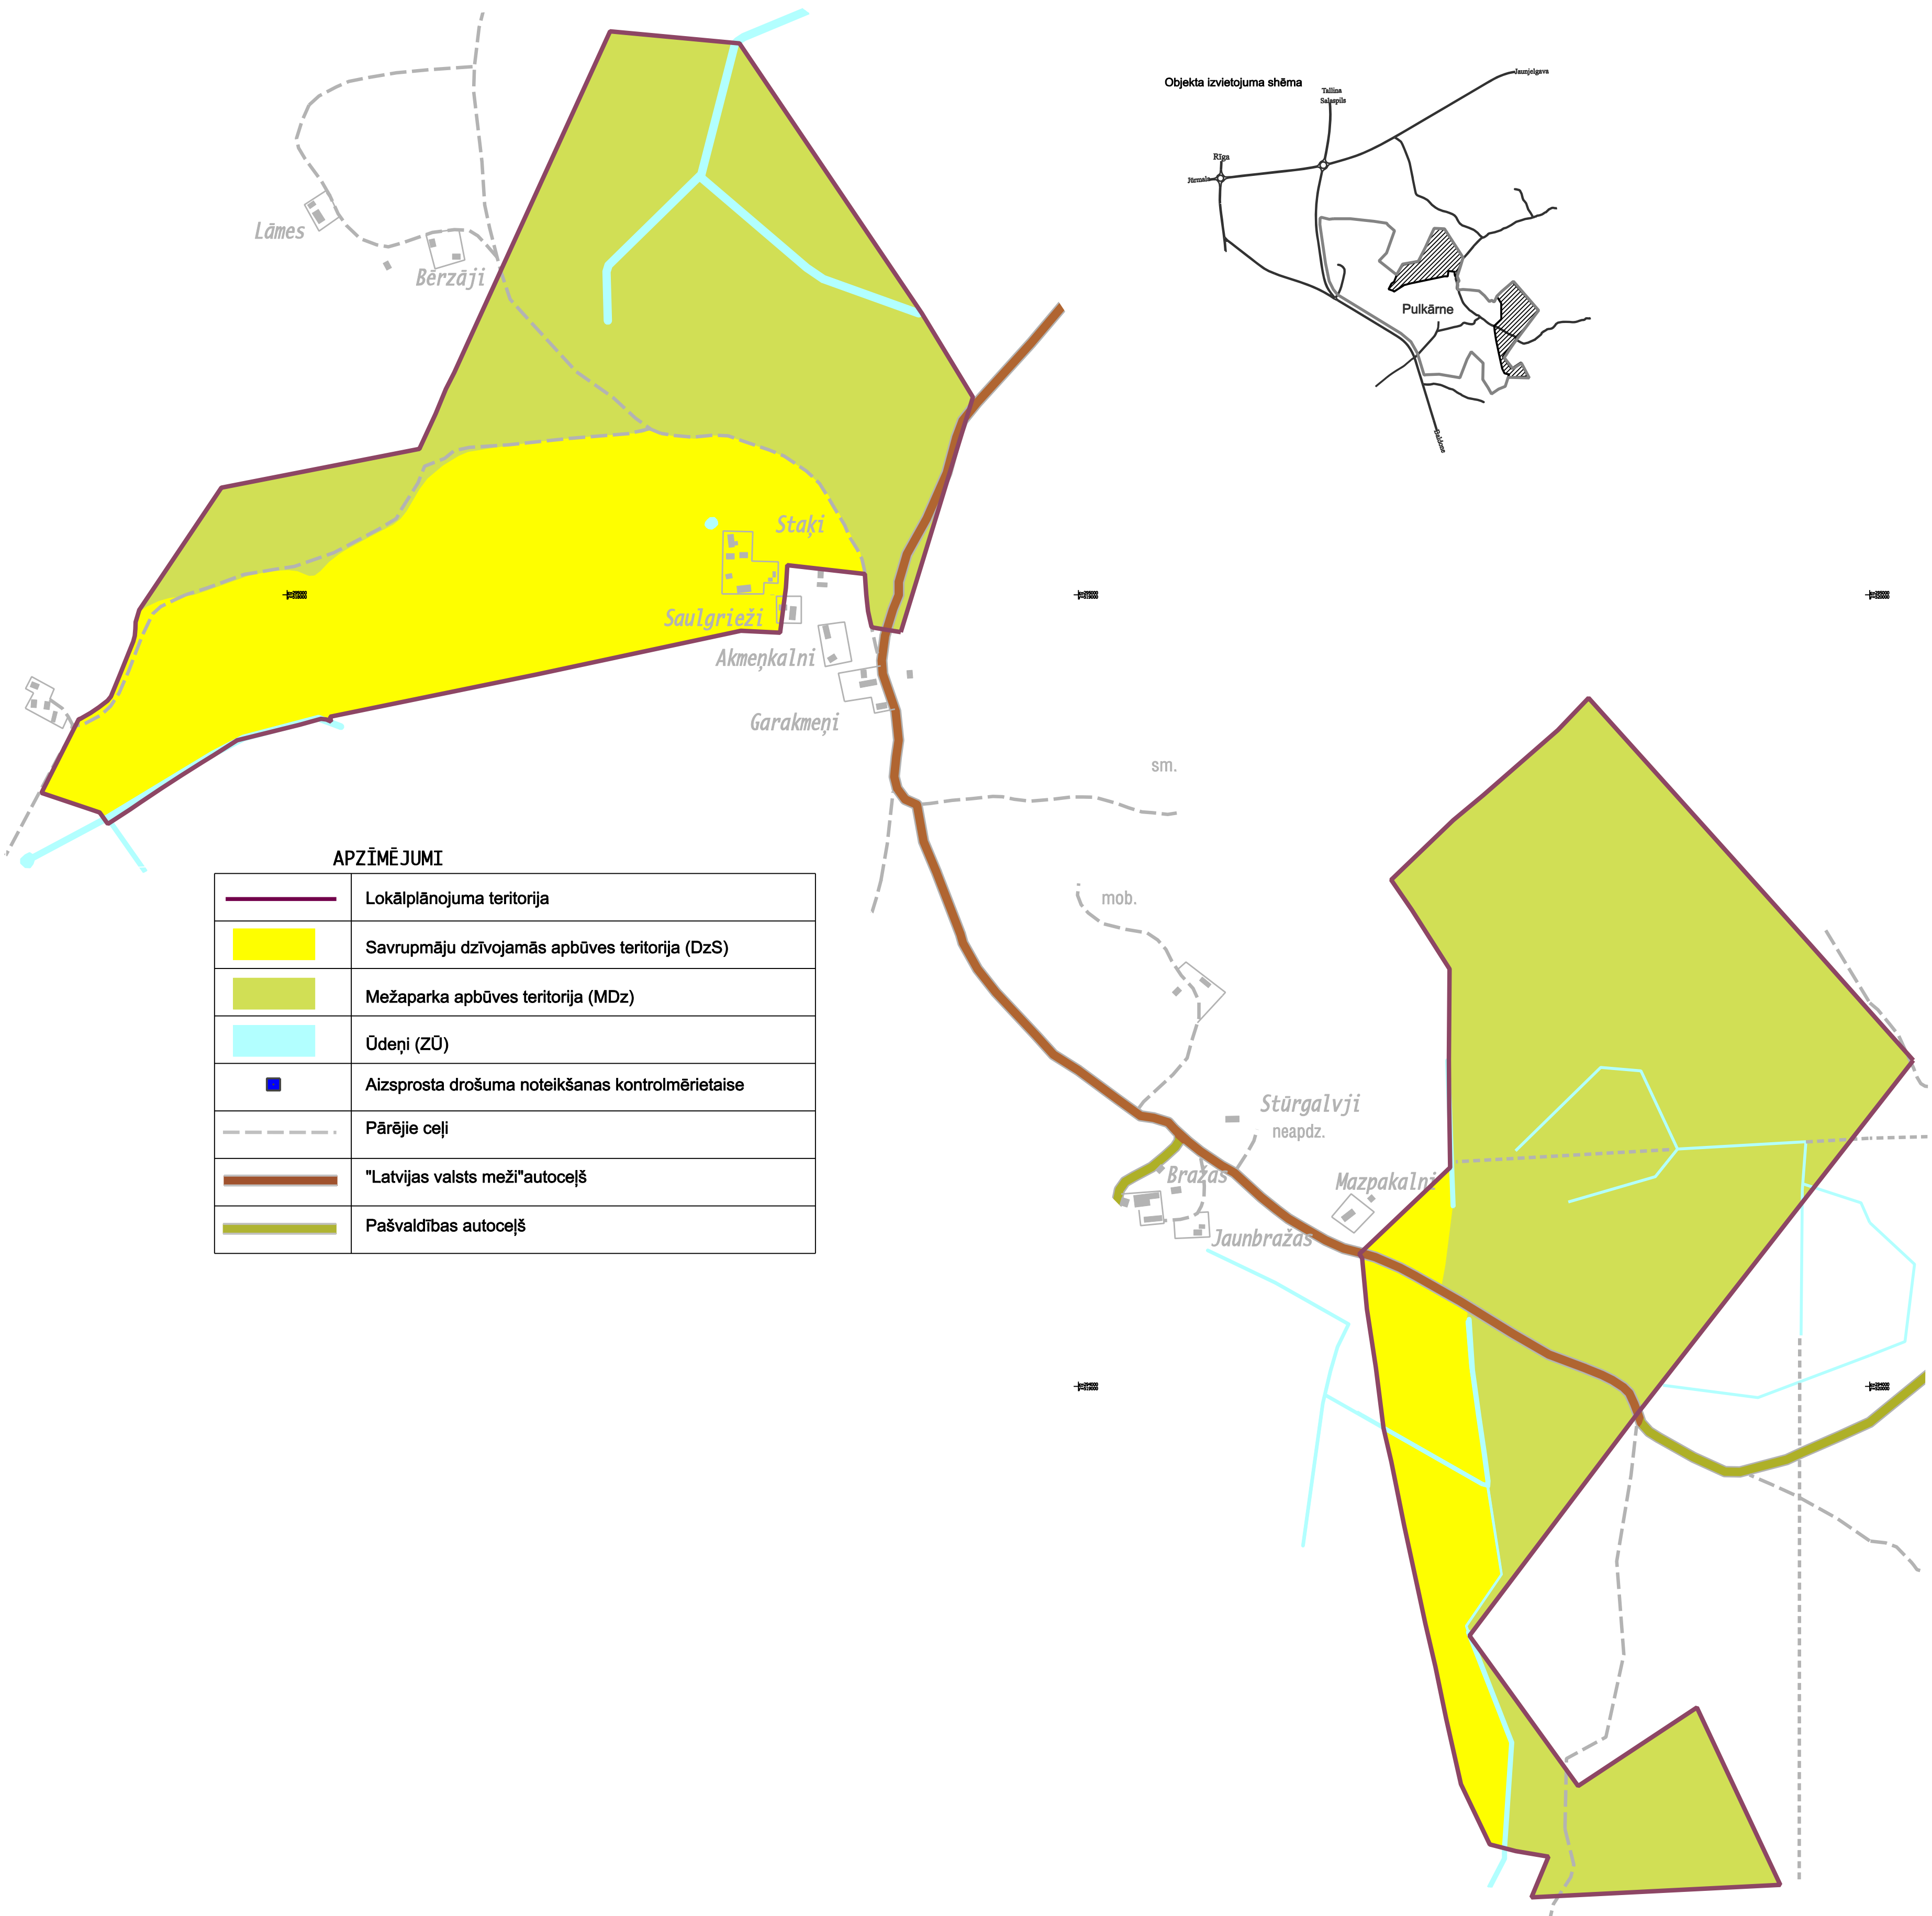 Objekta izvietojuma shēma
Jaunjelgava
Tallina
Salaspils
Rīga
Jūrmala
Pulkārne
Baldone
Lāmes
Bērzāji
Staķi
Saulgrieži
Akmeņkalni
Garakmeņi
sm.
mob.
APZĪMĒJUMI
Lokālplānojuma teritorija
Savrupmāju dzīvojamās apbūves teritorija (DzS)
Mežaparka apbūves teritorija (MDz)
Ūdeņi (ZŪ)
Aizsprosta drošuma noteikšanas kontrolmērietaise
Pārējie ceļi
"Latvijas valsts meži"autoceļš
Pašvaldības autoceļš
Stūrgalvji
neapdz.
Bražas
Mazpakalni
Jaunbražas